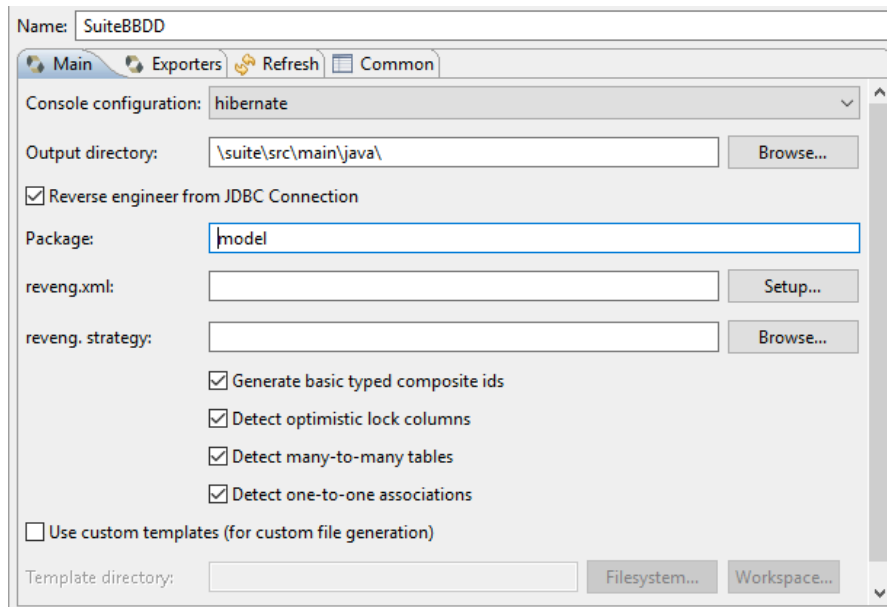 Name: SuiteBBDD
Main Exporters Refresh Common
Console configuration: hibernate
Output directory: \suite\src\main\java\ Browse...
Reverse engineer from JDBC Connection
Package: model
reveng.xml: Setup...
reveng. strategy: Browse...
Generate basic typed composite ids
Detect optimistic lock columns
Detect many-to-many tables
Detect one-to-one associations
Use custom templates (for custom file generation)
Template directory: Filesystem... Workspace...